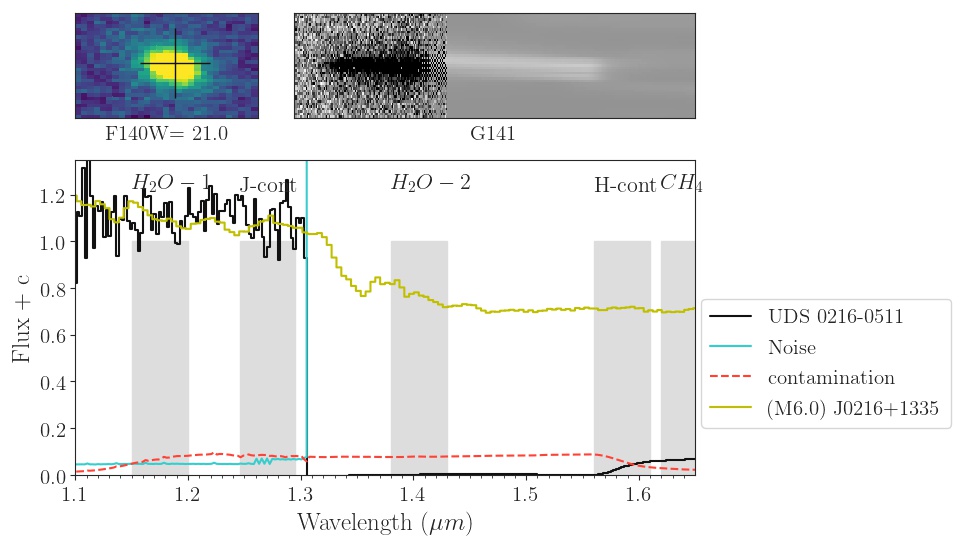 F140W= 21.0
G141
H₂O − 1
J-cont
H₂O − 2
H-cont
CH₄
1.2
1.0
0.8
0.6
0.4
0.2
0.0
Flux + c
1.1
1.2
1.3
1.4
1.5
1.6
Wavelength (μm)
UDS 0216-0511
Noise
contamination
(M6.0) J0216+1335